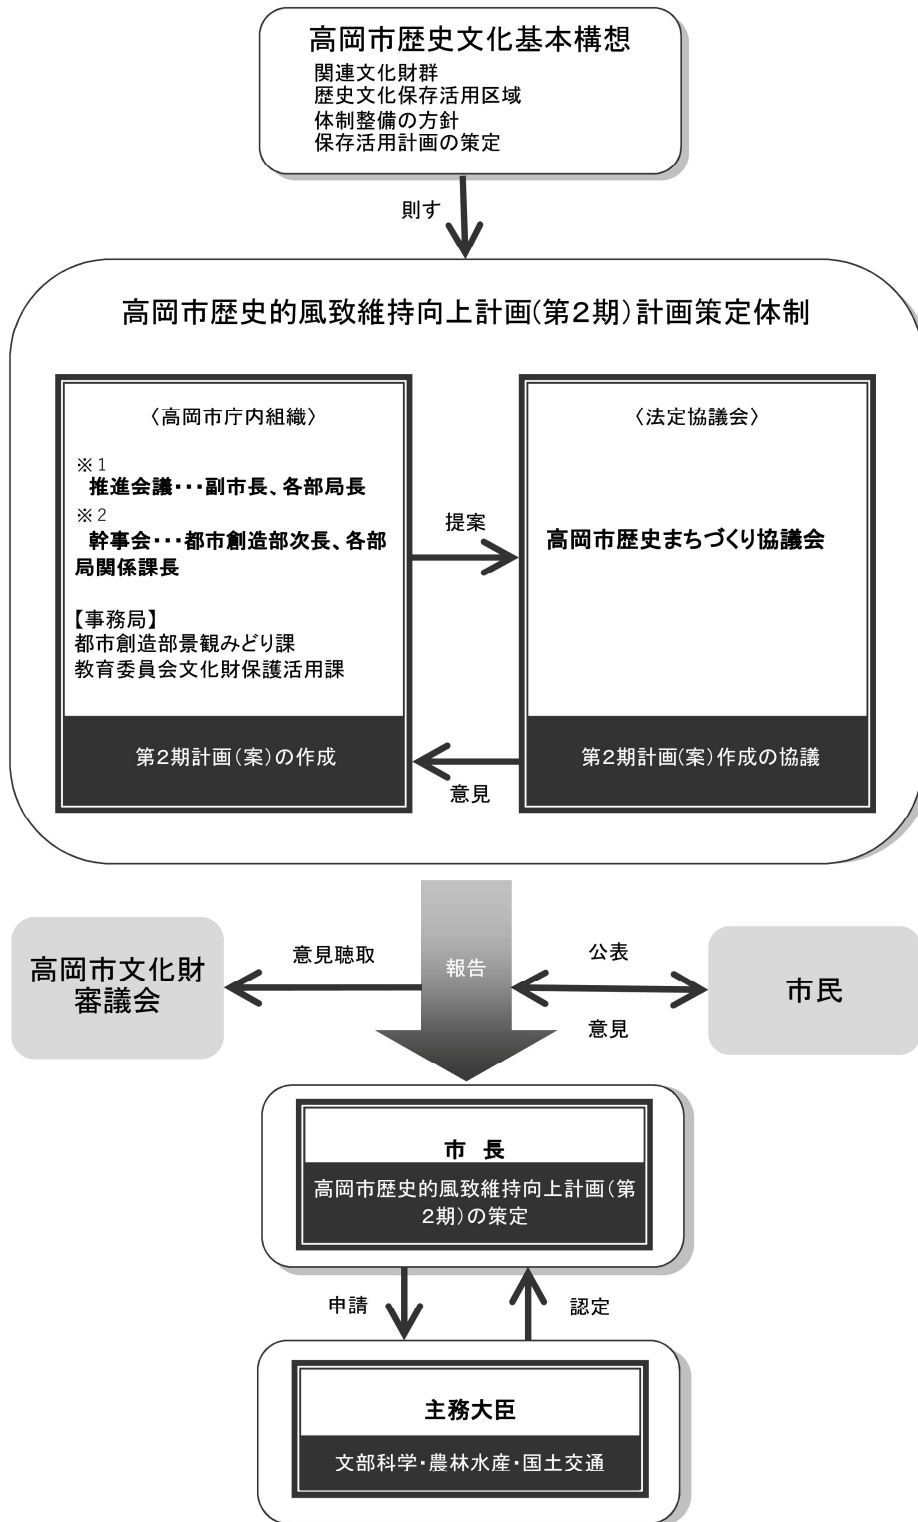 高岡市歴史文化基本構想
関連文化財群
歴史文化保存活用区域
体制整備の方針
保存活用計画の策定
則す
高岡市歴史的風致維持向上計画(第2期)計画策定体制
〈高岡市庁内組織〉
※1
推進会議・・・副市長、各部局長
※2
幹事会・・・都市創造部次長、各部
局関係課長
【事務局】
都市創造部景観みどり課
教育委員会文化財保護活用課
第2期計画(案)の作成
提案
意見
〈法定協議会〉
高岡市歴史まちづくり協議会
第2期計画(案)作成の協議
高岡市文化財
審議会
意見聴取
報告
公表
意見
市民
市 長
高岡市歴史的風致維持向上計画(第
2期)の策定
申請
認定
主務大臣
文部科学・農林水産・国土交通